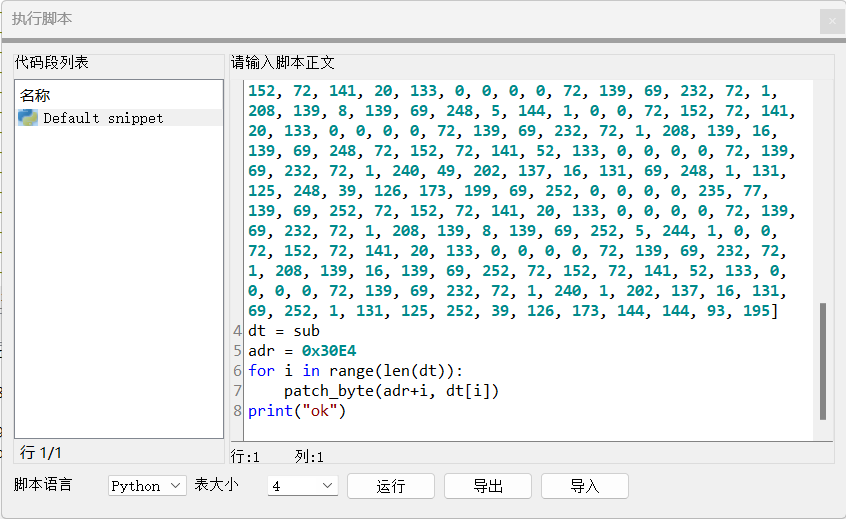 执行脚本
代码段列表
请输入脚本正文
名称
Default snippet
152, 72, 141, 20, 133, 0, 0, 0, 0, 72, 139, 69, 232, 72, 1,
208, 139, 8, 139, 69, 248, 5, 144, 1, 0, 0, 72, 152, 72, 141,
20, 133, 0, 0, 0, 0, 72, 139, 69, 232, 72, 1, 208, 139, 16,
139, 69, 248, 72, 152, 72, 141, 52, 133, 0, 0, 0, 0, 72, 139,
69, 232, 72, 1, 240, 49, 202, 137, 16, 131, 69, 248, 1, 131,
125, 248, 39, 126, 173, 199, 69, 252, 0, 0, 0, 0, 235, 77,
139, 69, 252, 72, 152, 72, 141, 20, 133, 0, 0, 0, 0, 72, 139,
69, 232, 72, 1, 208, 139, 8, 139, 69, 252, 5, 244, 1, 0, 0,
72, 152, 72, 141, 20, 133, 0, 0, 0, 0, 72, 139, 69, 232, 72,
1, 208, 139, 16, 139, 69, 252, 72, 152, 72, 141, 52, 133, 0,
0, 0, 0, 72, 139, 69, 232, 72, 1, 240, 1, 202, 137, 16, 131,
69, 252, 1, 131, 125, 252, 39, 126, 173, 144, 144, 93, 195]
4 dt = sub
5 adr = 0x30E4
6 for i in range(len(dt)):
7     patch_byte(adr+i, dt[i])
8 print("ok")
行 1/1
行:1 列:1
脚本语言 Python 表大小 4 运行 导出 导入